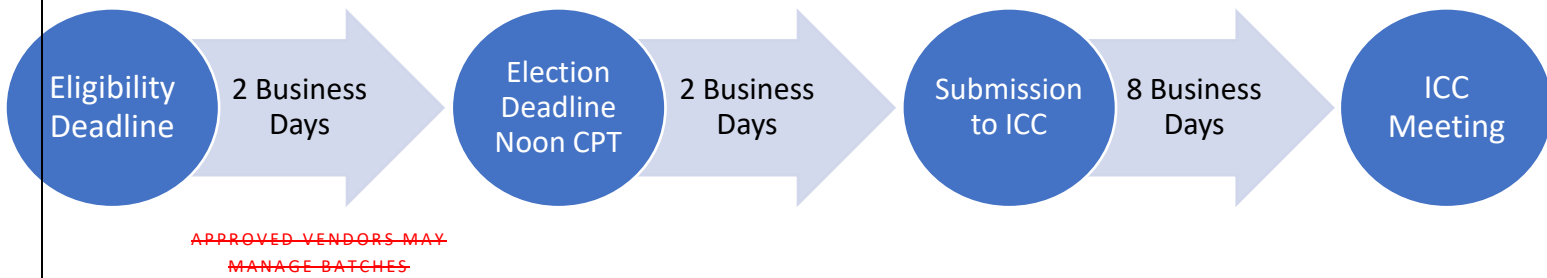 Eligibility
Deadline
2 Business
Days
Election
Deadline
Noon CPT
2 Business
Days
Submission
to ICC
8 Business
Days
ICC
Meeting
APPROVED VENDORS MAY
MANAGE BATCHES